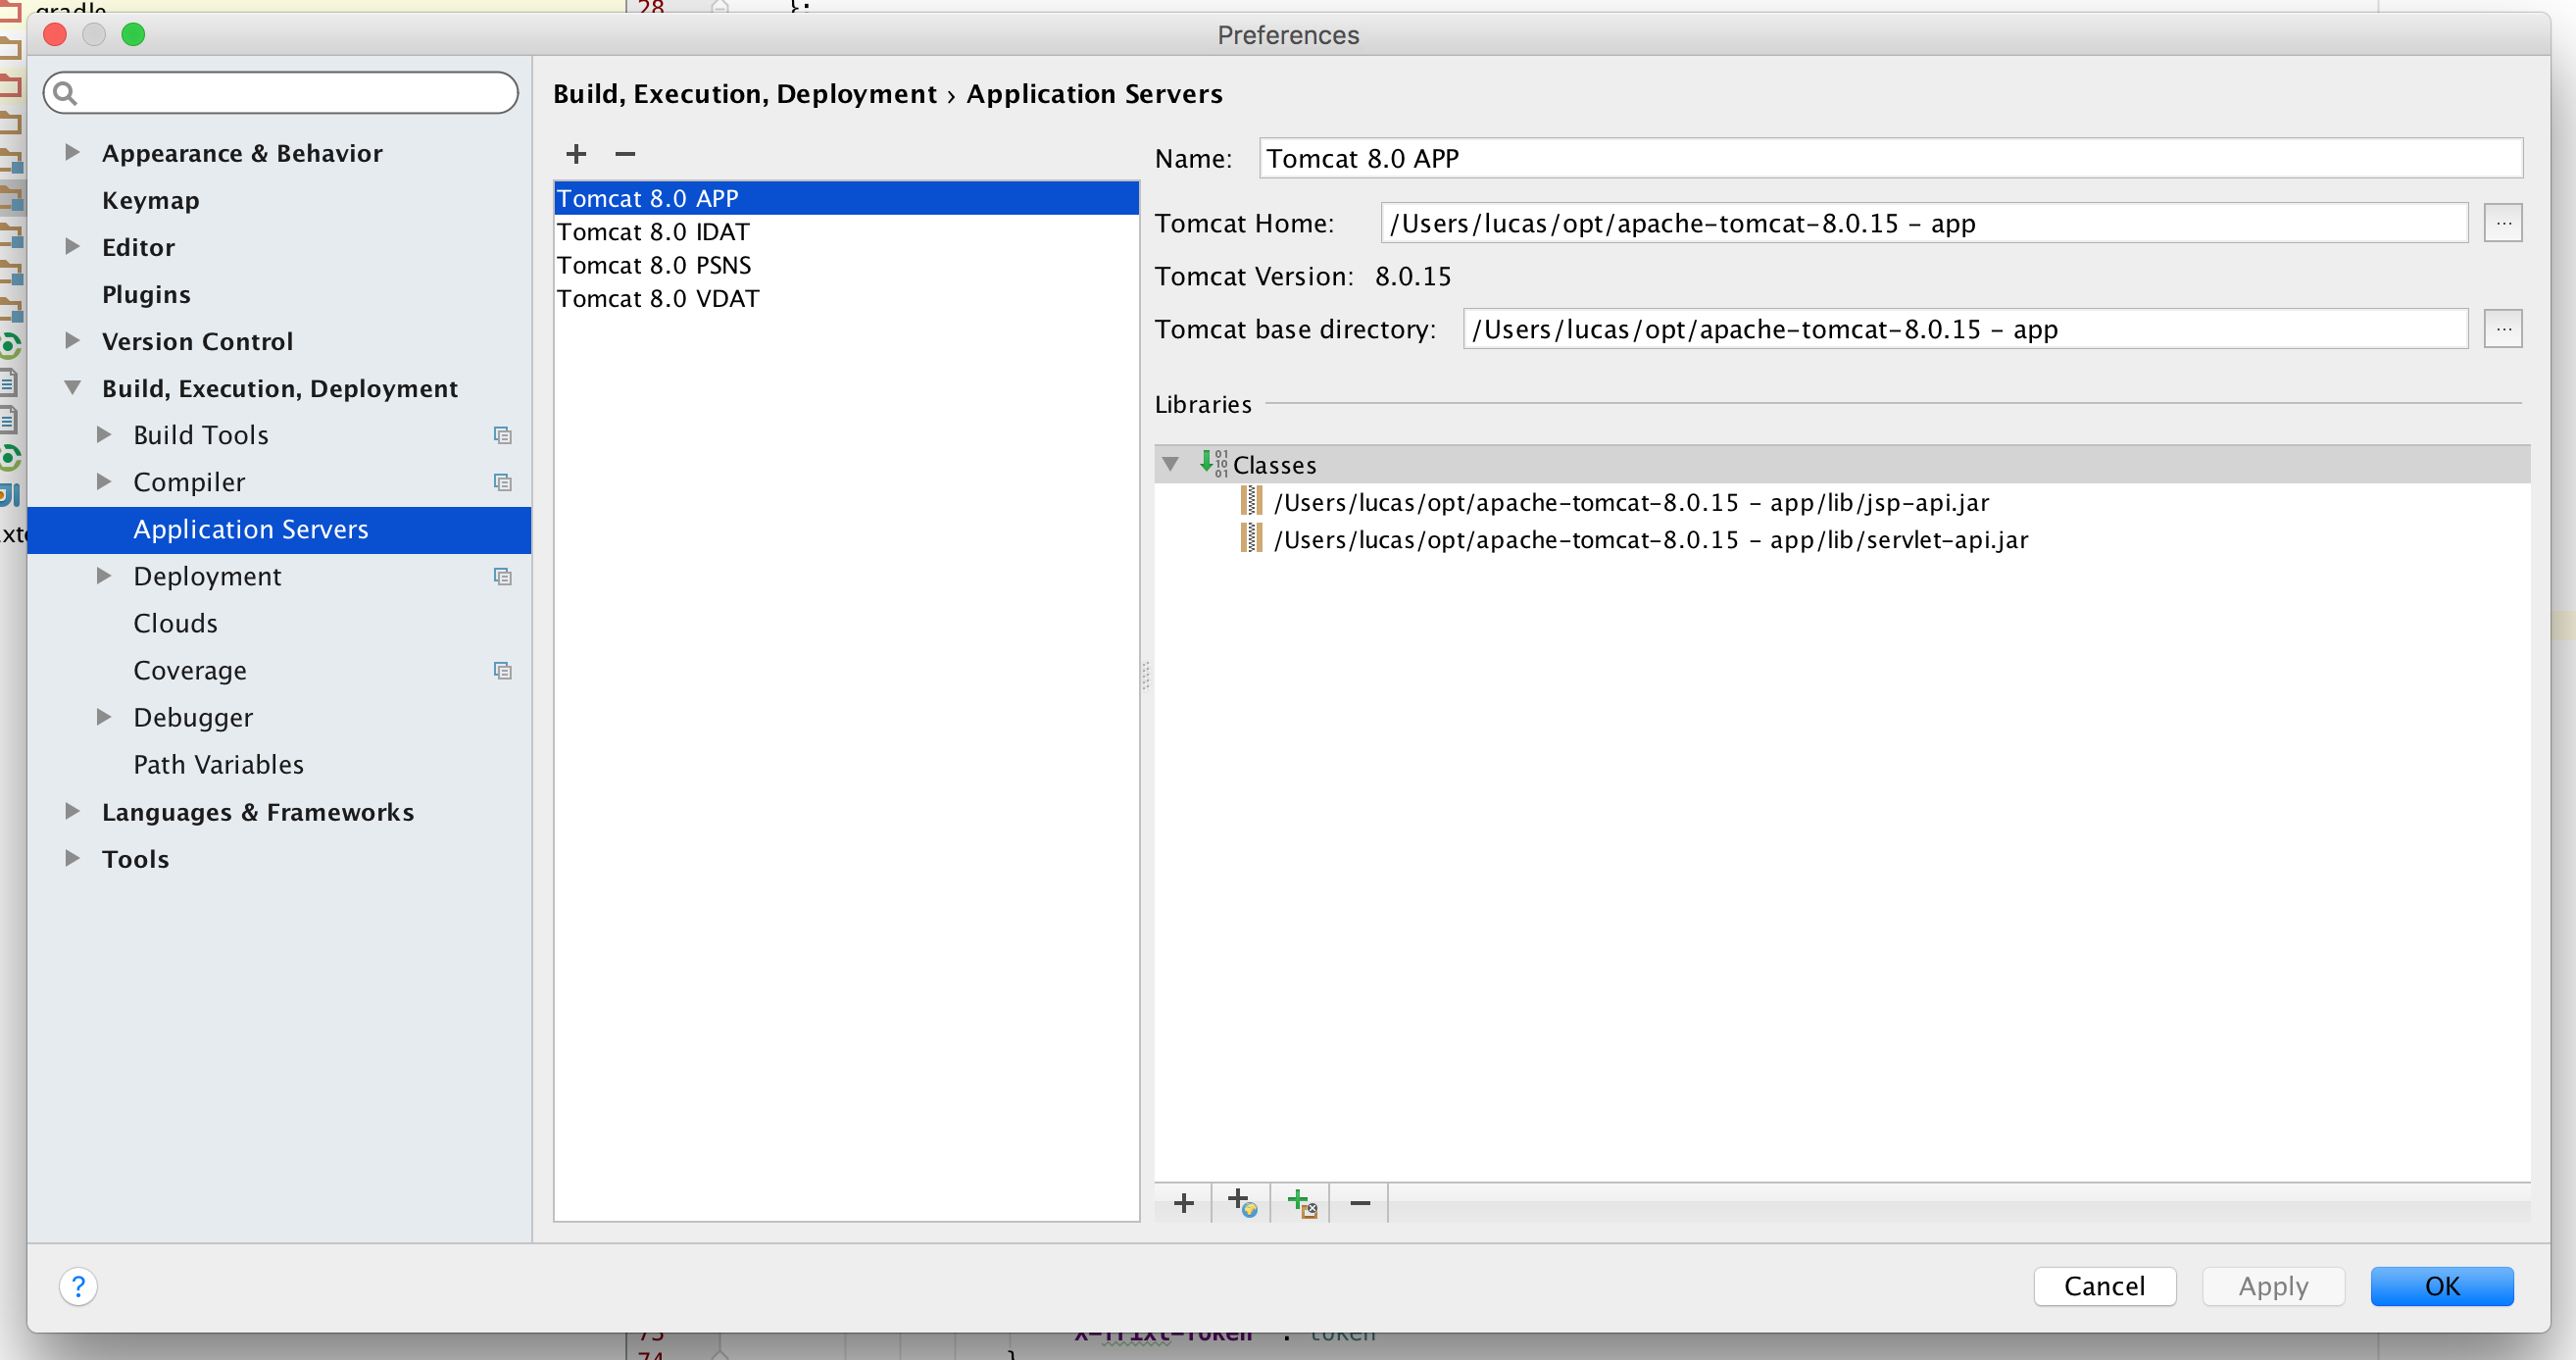 gradle
28 };
Preferences
Build, Execution, Deployment › Application Servers
Appearance & Behavior
Keymap
Editor
Plugins
Version Control
Build, Execution, Deployment
Build Tools
Compiler
Application Servers
Deployment
Clouds
Coverage
Debugger
Path Variables
Languages & Frameworks
Tools
Tomcat 8.0 APP
Tomcat 8.0 IDAT
Tomcat 8.0 PSNS
Tomcat 8.0 VDAT
Name: Tomcat 8.0 APP
Tomcat Home: /Users/lucas/opt/apache-tomcat-8.0.15 - app ...
Tomcat Version: 8.0.15
Tomcat base directory: /Users/lucas/opt/apache-tomcat-8.0.15 - app ...
Libraries
Classes
/Users/lucas/opt/apache-tomcat-8.0.15 - app/lib/jsp-api.jar
/Users/lucas/opt/apache-tomcat-8.0.15 - app/lib/servlet-api.jar
? Cancel Apply OK
73 : token
74 }